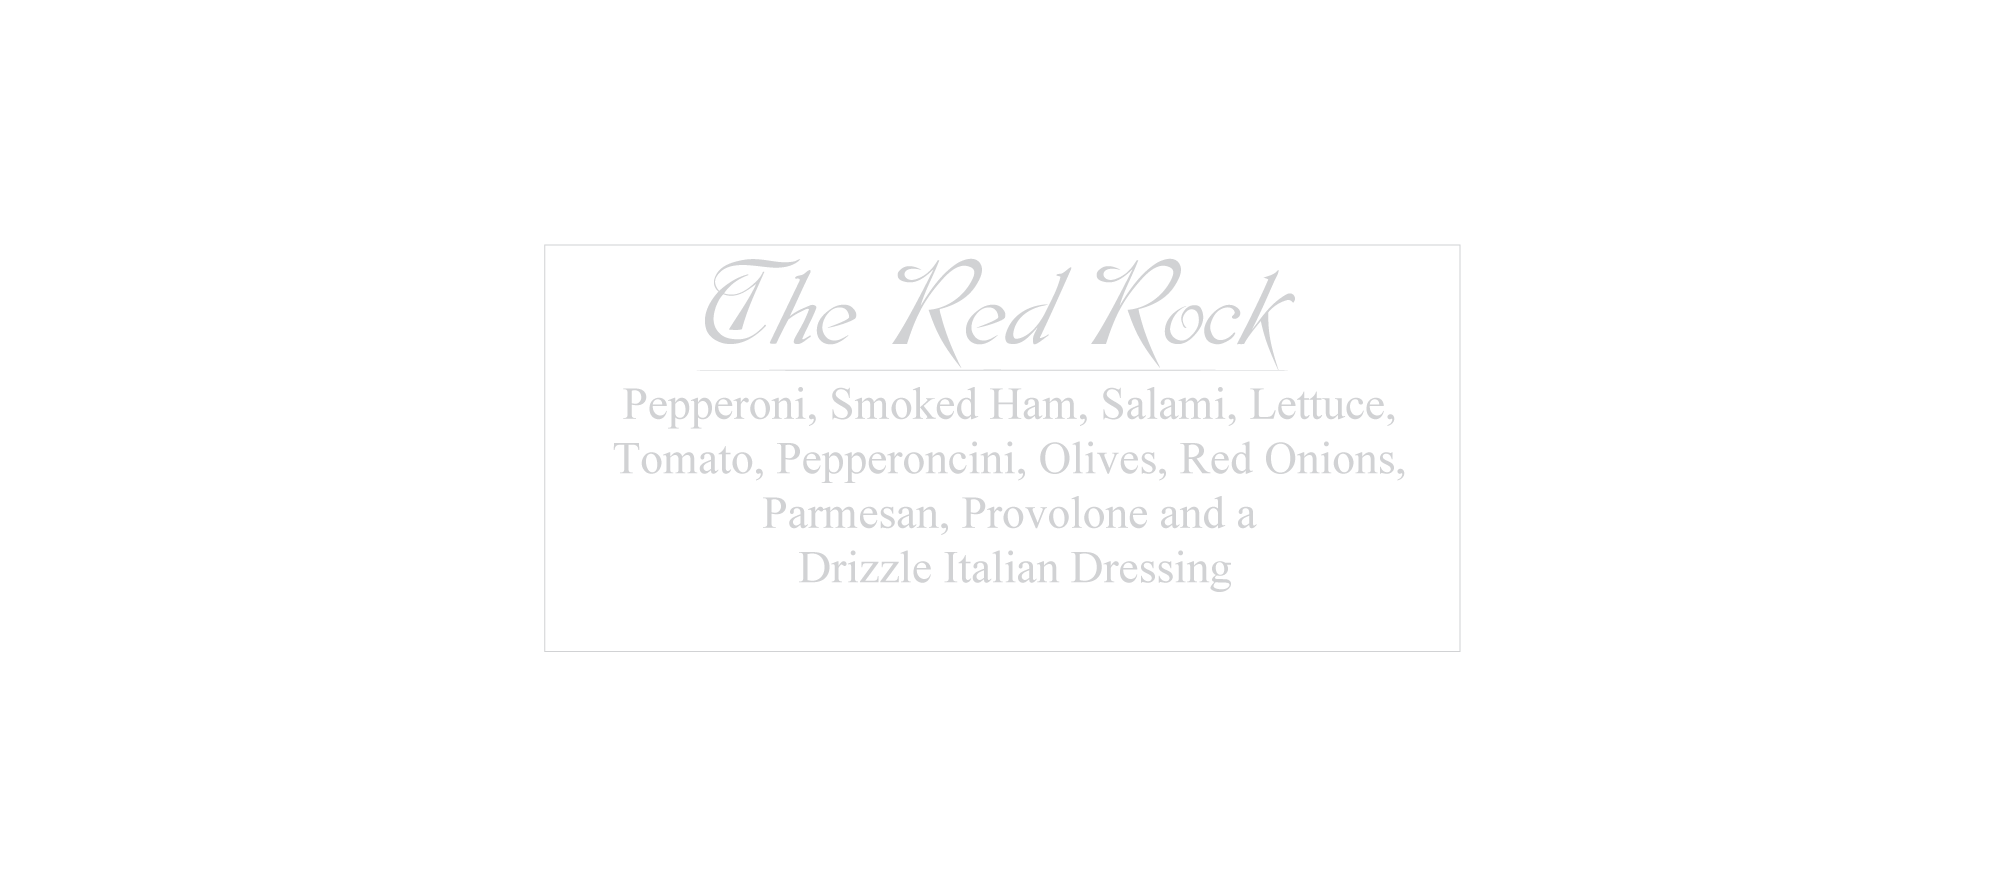 The Red Rock
Pepperoni, Smoked Ham, Salami, Lettuce,
Tomato, Pepperoncini, Olives, Red Onions,
Parmesan, Provolone and a
Drizzle Italian Dressing